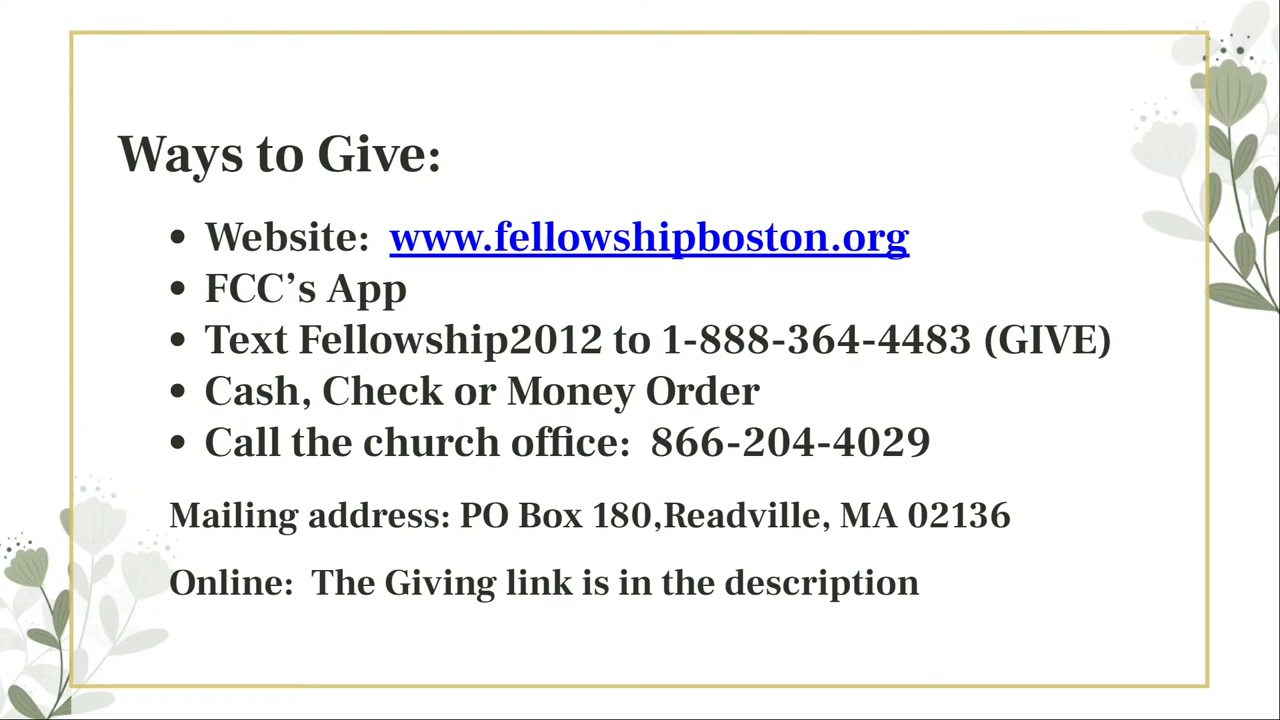 Ways to Give:
• Website: www.fellowshipboston.org
• FCC’s App
• Text Fellowship2012 to 1-888-364-4483 (GIVE)
• Cash, Check or Money Order
• Call the church office: 866-204-4029
Mailing address: PO Box 180,Readville, MA 02136
Online: The Giving link is in the description